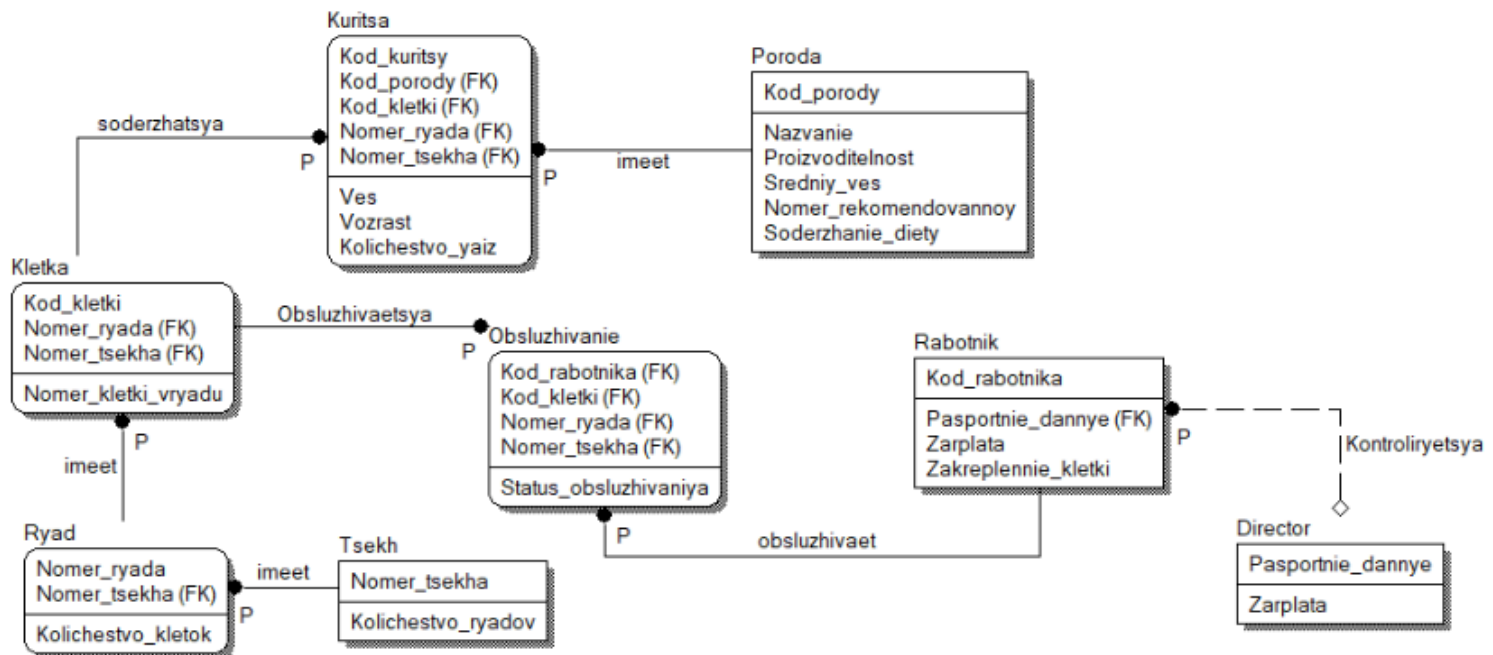 Kuritsa
Kod_kuritsy
Kod_porody (FK)
Kod_kletki (FK)
Nomer_ryada (FK)
Nomer_tsekha (FK)
Ves
Vozrast
Kolichestvo_yaiz
Poroda
Kod_porody
Nazvanie
Proizvoditelnost
Sredniy_ves
Nomer_rekomendovannoy
Soderzhanie_diety
soderzhatsya
P
imeet
P
Kletka
Kod_kletki
Nomer_ryada (FK)
Nomer_tsekha (FK)
Nomer_kletki_vryadu
Obsluzhivaetsya
P
Obsluzhivanie
Kod_rabotnika (FK)
Kod_kletki (FK)
Nomer_ryada (FK)
Nomer_tsekha (FK)
Status_obsluzhivaniya
Rabotnik
Kod_rabotnika
Pasportnie_dannye (FK)
Zarplata
Zakreplennie_kletki
P
Kontroliryetsya
P
imeet
P
obsluzhivaet
Ryad
Nomer_ryada
Nomer_tsekha (FK)
Kolichestvo_kletok
imeet
P
Tsekh
Nomer_tsekha
Kolichestvo_ryadov
Director
Pasportnie_dannye
Zarplata